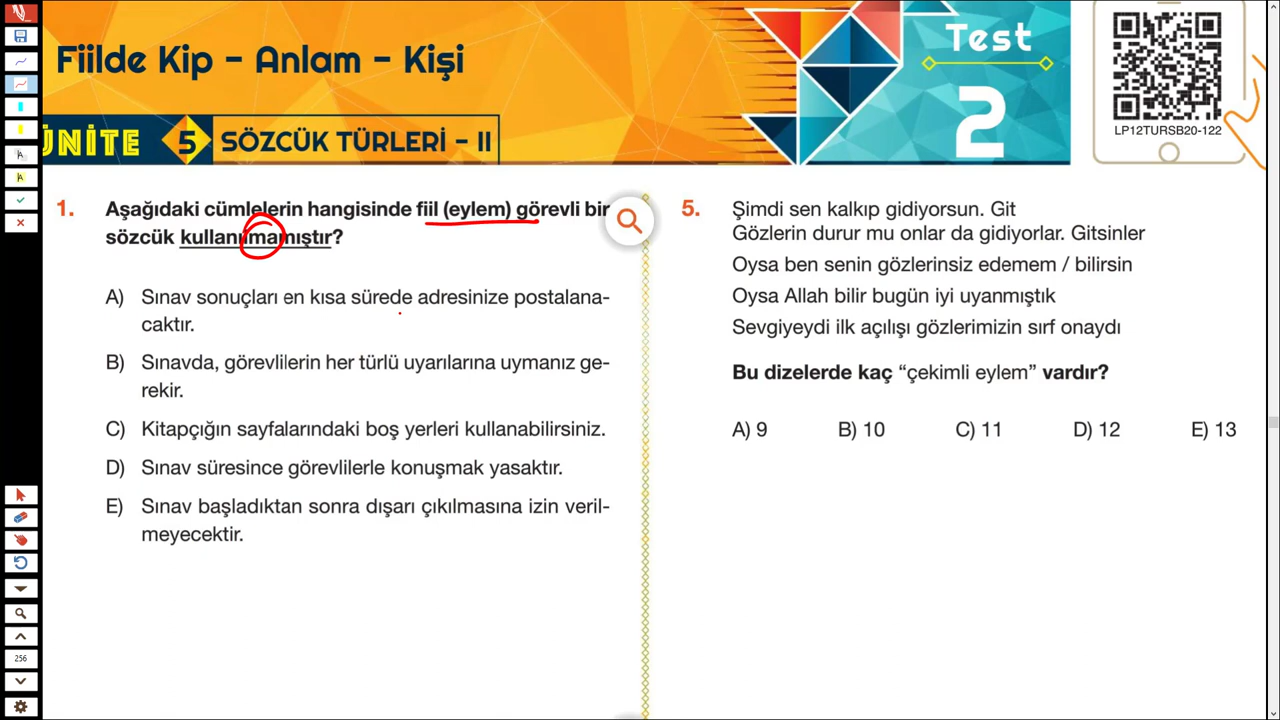 Fiilde Kip - Anlam - Kişi
Test
2
ÜNİTE 5 SÖZCÜK TÜRLERİ - II
LP12TURSB20-122
1. Aşağıdaki cümlelerin hangisinde fiil (eylem) görevli bir
sözcük kullanılmamıştır?
A) Sınav sonuçları en kısa sürede adresinize postalana-
caktır.
B) Sınavda, görevlilerin her türlü uyarılarına uymanız ge-
rekir.
C) Kitapçığın sayfalarındaki boş yerleri kullanabilirsiniz.
D) Sınav süresince görevlilerle konuşmak yasaktır.
E) Sınav başladıktan sonra dışarı çıkılmasına izin veril-
meyecektir.
5. Şimdi sen kalkıp gidiyorsun. Git
Gözlerin durur mu onlar da gidiyorlar. Gitsinler
Oysa ben senin gözlerinsiz edemem / bilirsin
Oysa Allah bilir bugün iyi uyanmıştık
Sevgiyeydi ilk açılışı gözlerimizin sırf onaydı
Bu dizelerde kaç “çekimli eylem” vardır?
A) 9 B) 10 C) 11 D) 12 E) 13
256